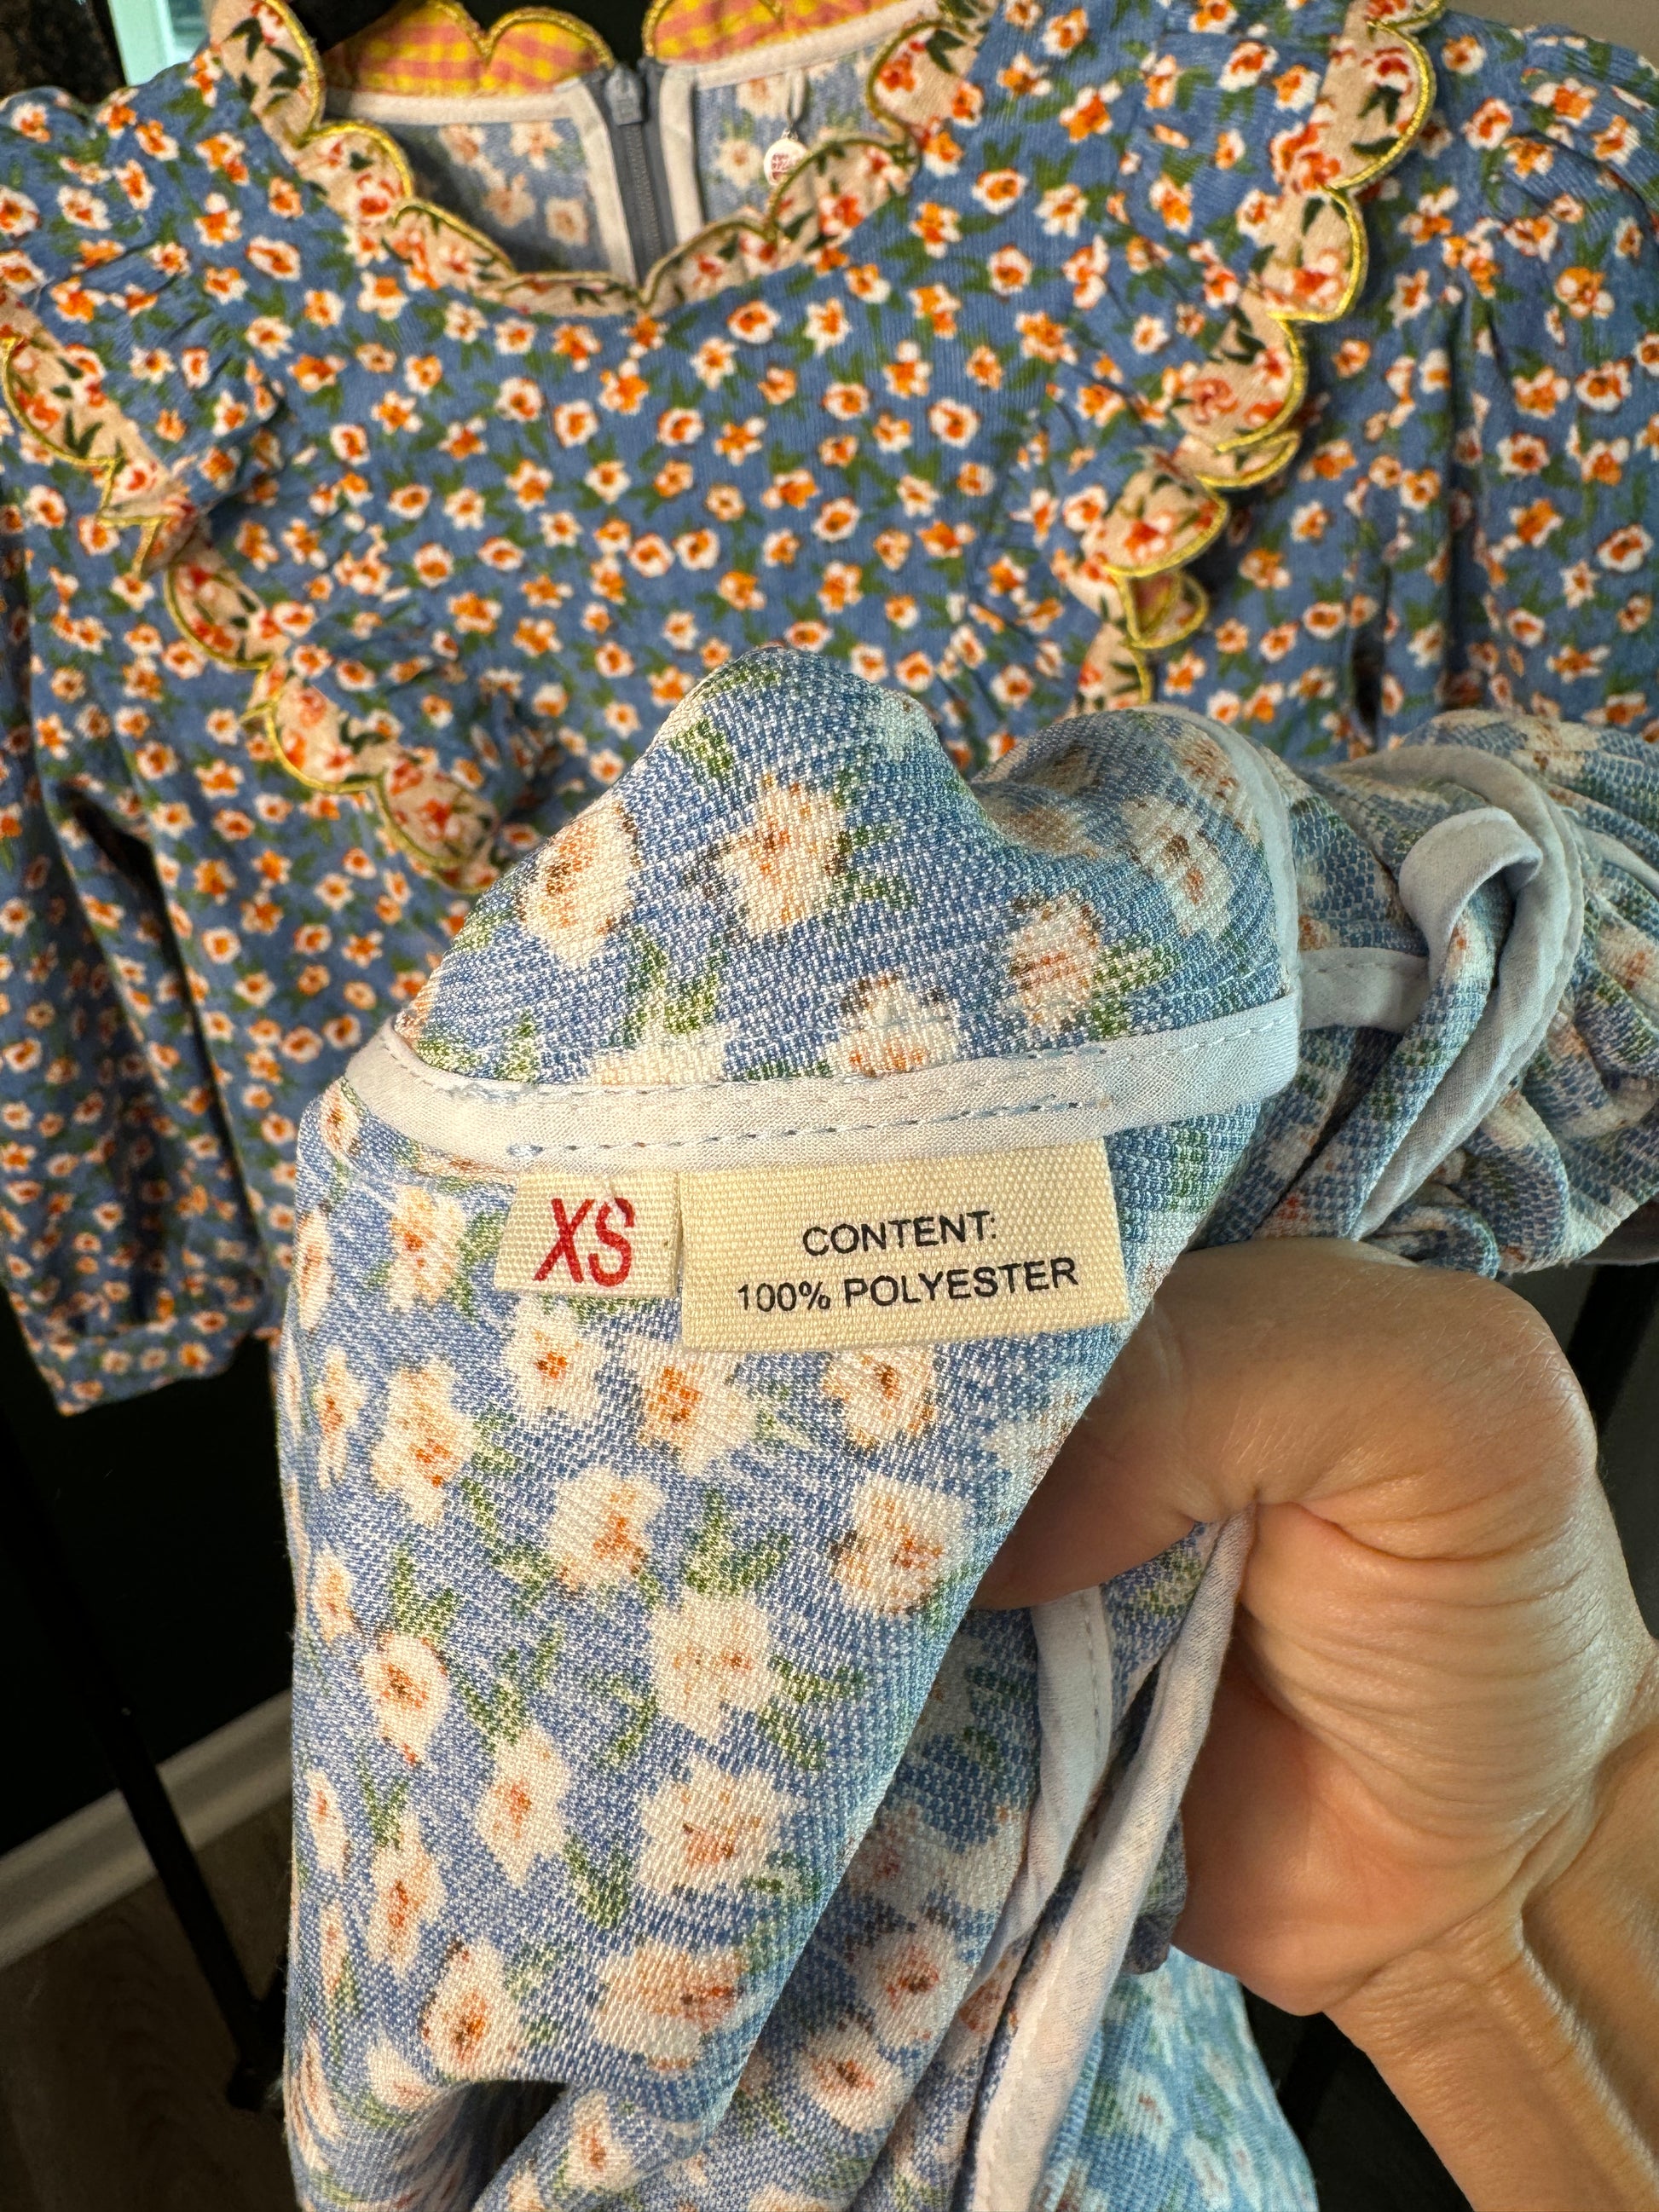 XS
CONTENT:
100% POLYESTER